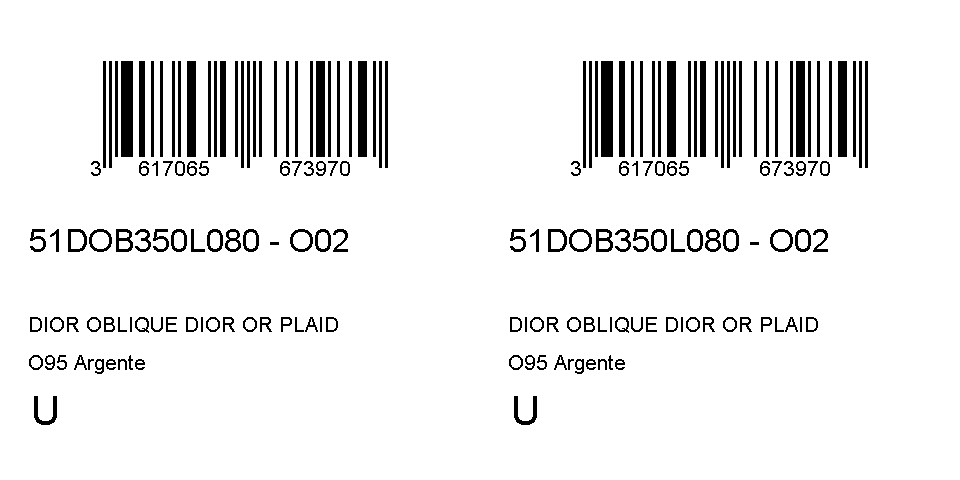 3 617065 673970
51DOB350L080 - O02
DIOR OBLIQUE DIOR OR PLAID
O95 Argente
U
3 617065 673970
51DOB350L080 - O02
DIOR OBLIQUE DIOR OR PLAID
O95 Argente
U